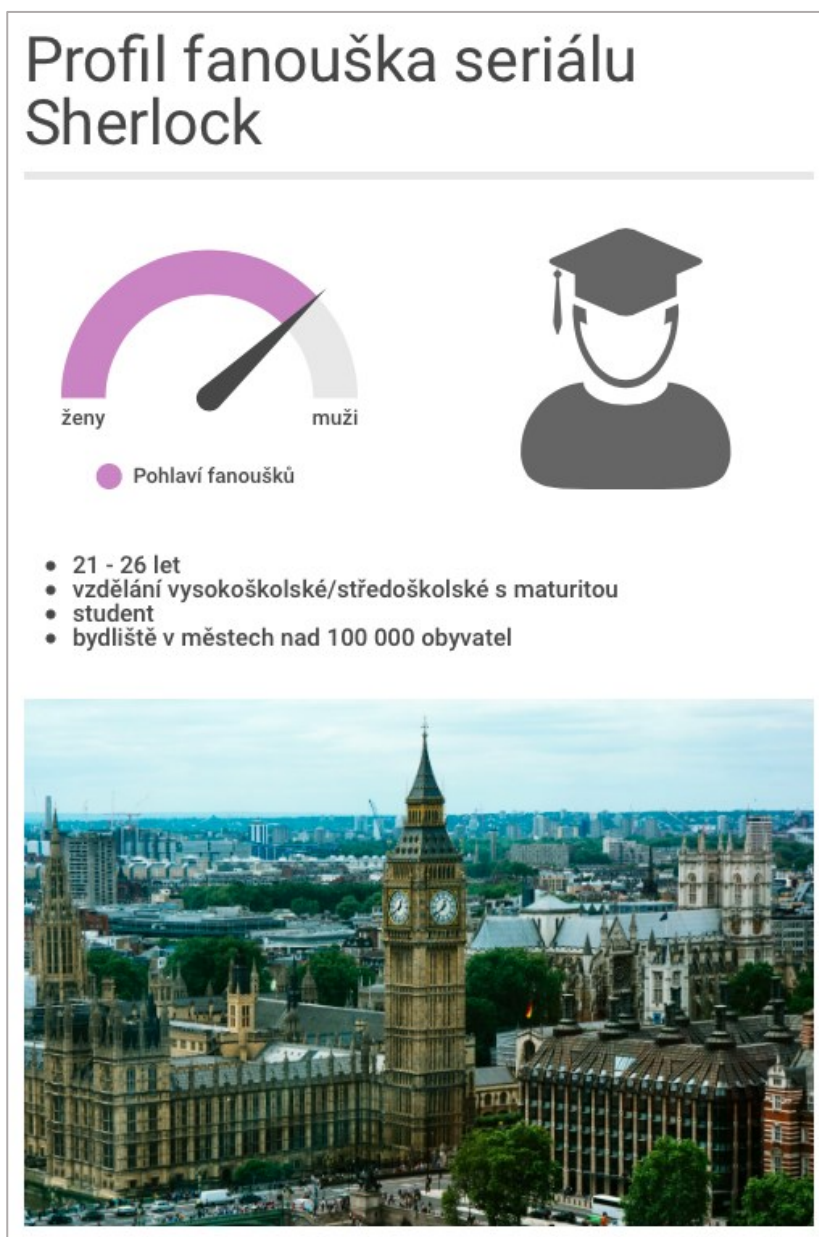 Profil fanouška seriálu
Sherlock
ženy
muži
Pohlaví fanoušků
21 - 26 let
vzdělání vysokoškolské/středoškolské s maturitou
student
bydliště v městech nad 100 000 obyvatel